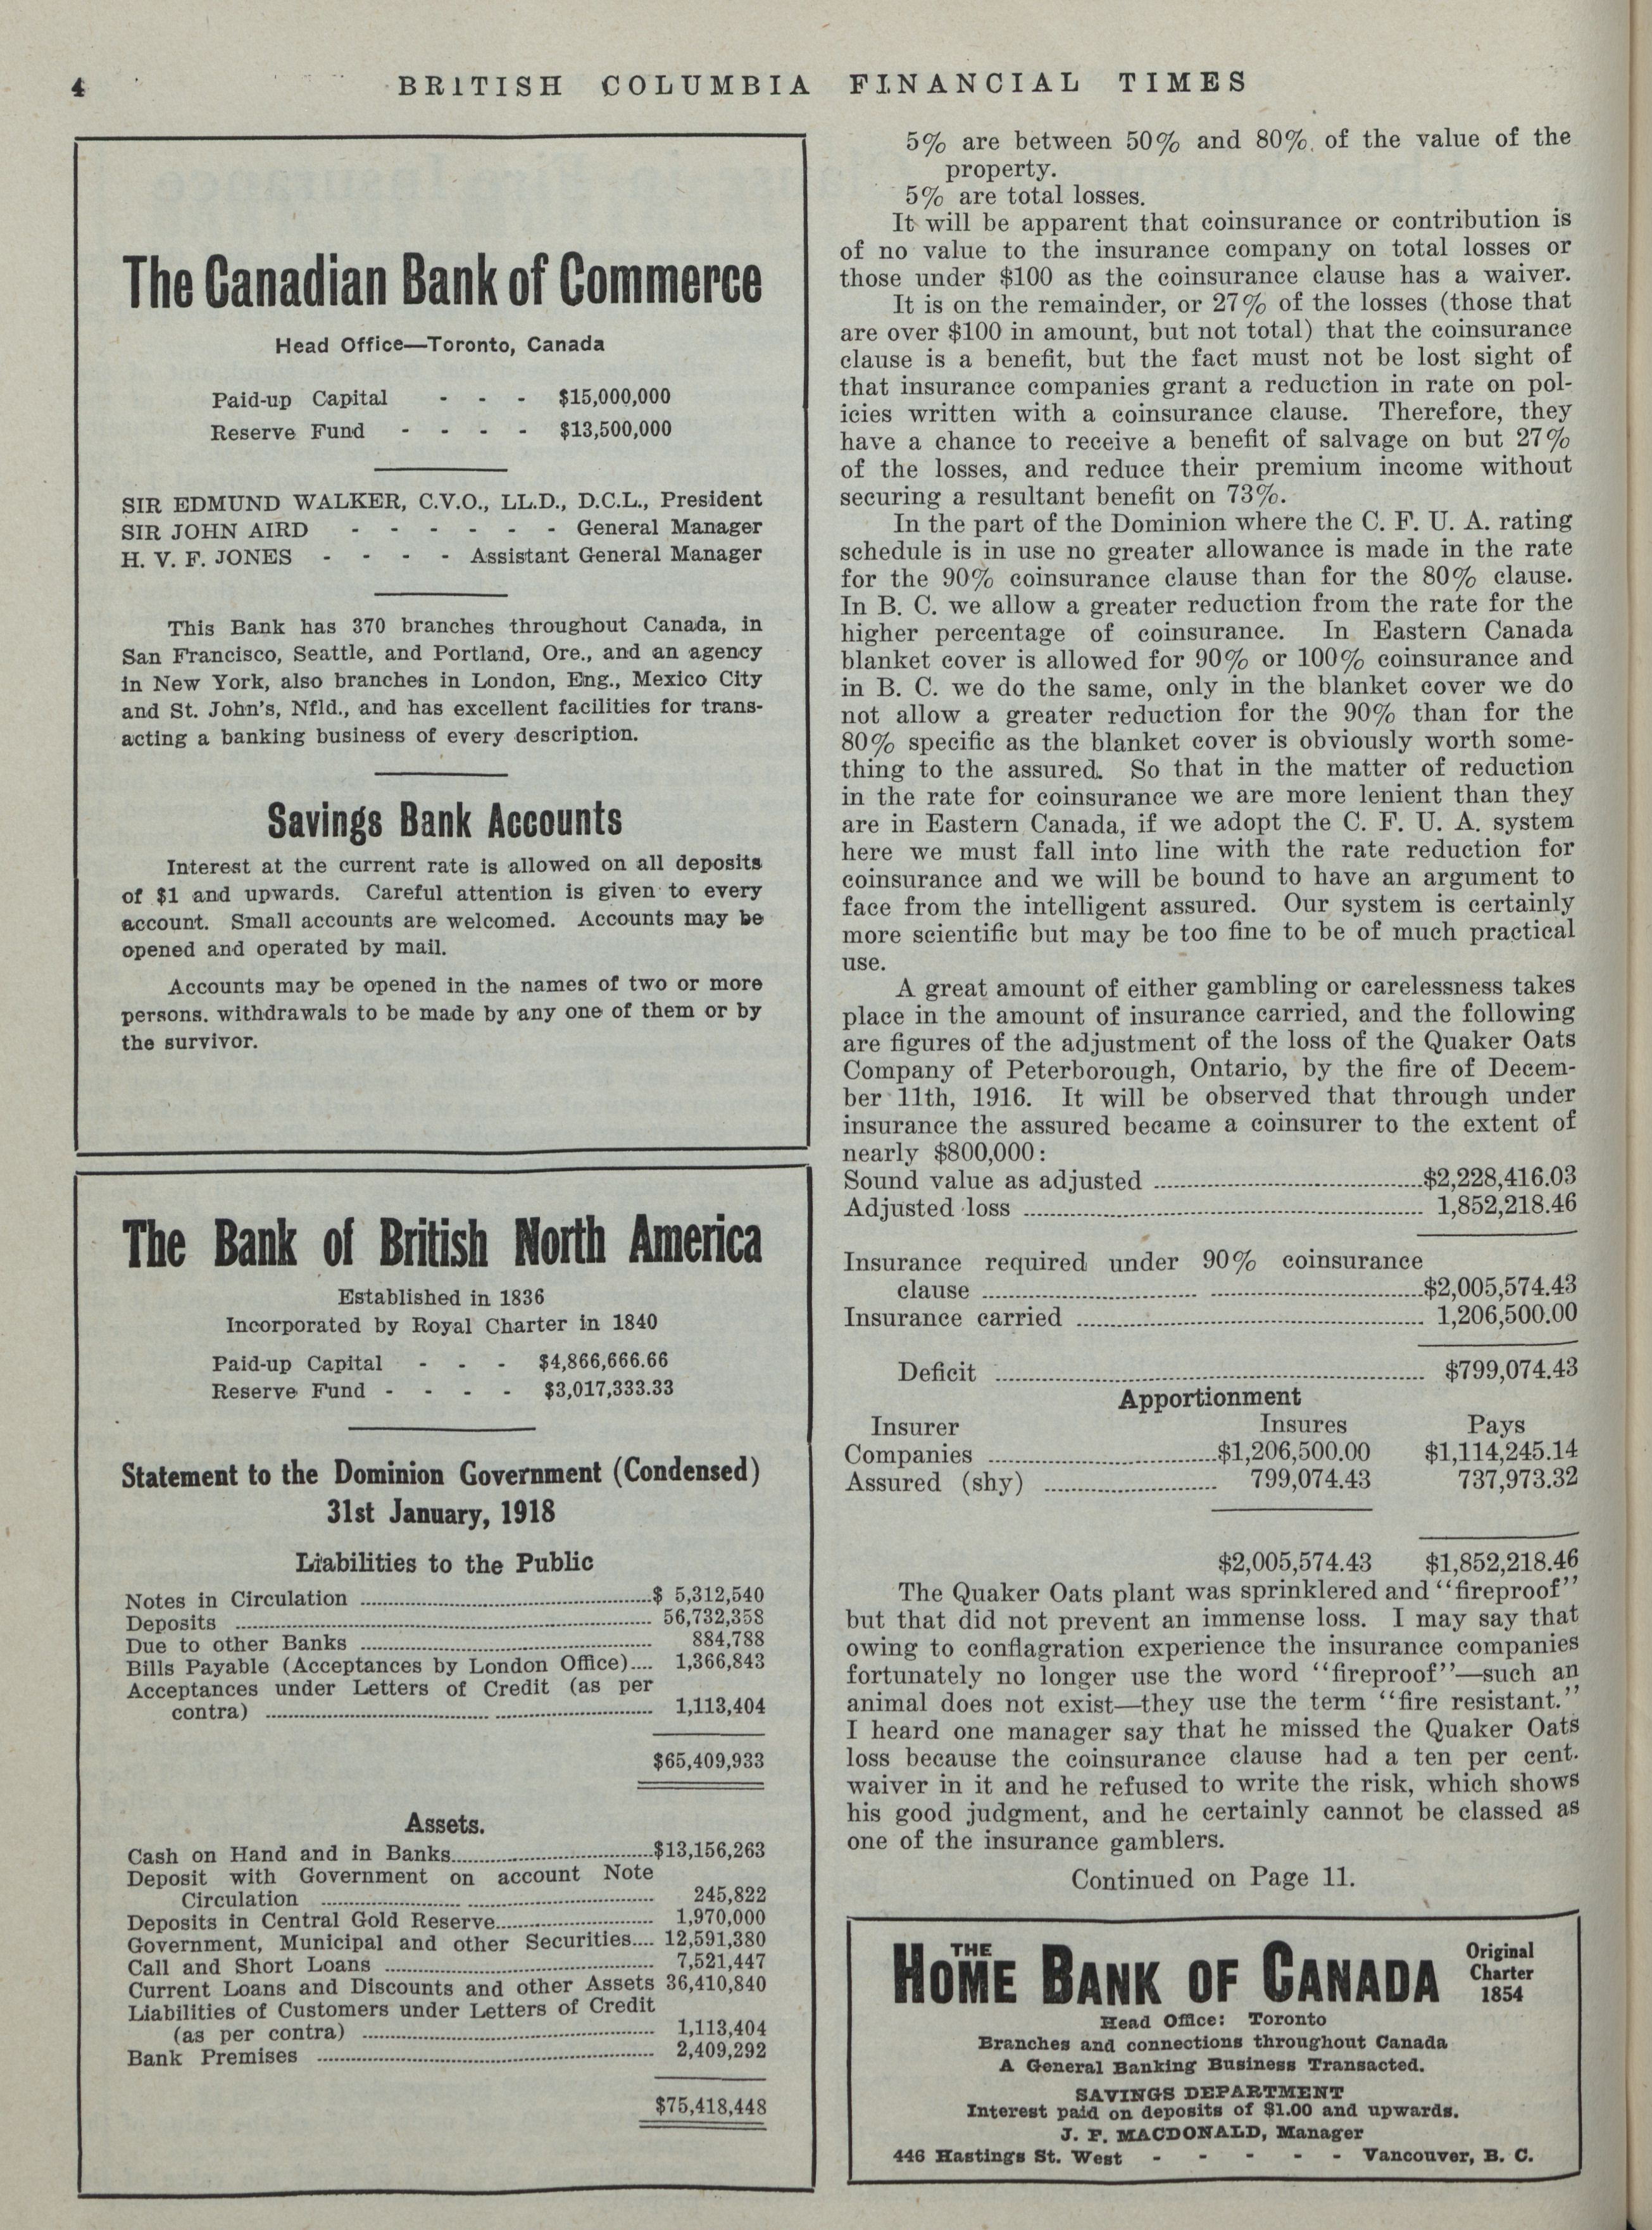 4
BRITISH COLUMBIA FINANCIAL TIMES
The Canadian Bank of Commerce
Head Office—Toronto, Canada
Paid-up Capital - - - $15,000,000
Reserve Fund - - - - $13,500,000
SIR EDMUND WALKER, C.V.O., LL.D., D.C.L., President
SIR JOHN AIRD - - - - - - General Manager
H. V. F. JONES - - - - Assistant General Manager
This Bank has 370 branches throughout Canada, in
San Francisco, Seattle, and Portland, Ore., and an agency
in New York, also branches in London, Eng., Mexico City
and St. John's, Nfld., and has excellent facilities for trans-
acting a banking business of every description.
Savings Bank Accounts
Interest at the current rate is allowed on all deposits
of $1 and upwards. Careful attention is given to every
account. Small accounts are welcomed. Accounts may be
opened and operated by mail.
Accounts may be opened in the names of two or more
persons. withdrawals to be made by any one of them or by
the survivor.
The Bank of British North America
Established in 1836
Incorporated by Royal Charter in 1840
Paid-up Capital - - - $4,866,666.66
Reserve Fund - - - - $3,017,333.33
Statement to the Dominion Government (Condensed)
31st January, 1918
Liabilities to the Public
Notes in Circulation ........ $ 5,312,540
Deposits ........ 56,732,358
Due to other Banks ........ 884,788
Bills Payable (Acceptances by London Office).... 1,366,843
Acceptances under Letters of Credit (as per
contra) ........ 1,113,404
$65,409,933
Assets.
Cash on Hand and in Banks........$13,156,263
Deposit with Government on account Note
Circulation ........ 245,822
Deposits in Central Gold Reserve........ 1,970,000
Government, Municipal and other Securities.... 12,591,380
Call and Short Loans ........ 7,521,447
Current Loans and Discounts and other Assets 36,410,840
Liabilities of Customers under Letters of Credit
(as per contra) ........ 1,113,404
Bank Premises ........ 2,409,292
$75,418,448
5% are between 50% and 80% of the value of the
property.
5% are total losses.
It will be apparent that coinsurance or contribution is
of no value to the insurance company on total losses or
those under $100 as the coinsurance clause has a waiver.
It is on the remainder, or 27% of the losses (those that
are over $100 in amount, but not total) that the coinsurance
clause is a benefit, but the fact must not be lost sight of
that insurance companies grant a reduction in rate on pol-
icies written with a coinsurance clause. Therefore, they
have a chance to receive a benefit of salvage on but 27%
of the losses, and reduce their premium income without
securing a resultant benefit on 73%.
In the part of the Dominion where the C. F. U. A. rating
schedule is in use no greater allowance is made in the rate
for the 90% coinsurance clause than for the 80% clause.
In B. C. we allow a greater reduction from the rate for the
higher percentage of coinsurance. In Eastern Canada
blanket cover is allowed for 90% or 100% coinsurance and
in B. C. we do the same, only in the blanket cover we do
not allow a greater reduction for the 90% than for the
80% specific as the blanket cover is obviously worth some-
thing to the assured. So that in the matter of reduction
in the rate for coinsurance we are more lenient than they
are in Eastern Canada, if we adopt the C. F. U. A. system
here we must fall into line with the rate reduction for
coinsurance and we will be bound to have an argument to
face from the intelligent assured. Our system is certainly
more scientific but may be too fine to be of much practical
use.
A great amount of either gambling or carelessness takes
place in the amount of insurance carried, and the following
are figures of the adjustment of the loss of the Quaker Oats
Company of Peterborough, Ontario, by the fire of Decem-
ber 11th, 1916. It will be observed that through under
insurance the assured became a coinsurer to the extent of
nearly $800,000:
Sound value as adjusted ........$2,228,416.03
Adjusted loss ........ 1,852,218.46
Insurance required under 90% coinsurance
clause ........$2,005,574.43
Insurance carried ........ 1,206,500.00
Deficit ........ $799,074.43
Apportionment
Insurer Insures Pays
Companies ........$1,206,500.00 $1,114,245.14
Assured (shy) ........ 799,074.43 737,973.32
$2,005,574.43 $1,852,218.46
The Quaker Oats plant was sprinklered and "fireproof"
but that did not prevent an immense loss. I may say that
owing to conflagration experience the insurance companies
fortunately no longer use the word "fireproof"—such an
animal does not exist—they use the term "fire resistant."
I heard one manager say that he missed the Quaker Oats
loss because the coinsurance clause had a ten per cent.
waiver in it and he refused to write the risk, which shows
his good judgment, and he certainly cannot be classed as
one of the insurance gamblers.
Continued on Page 11.
THE HOME BANK OF CANADA
Original
Charter
1854
Head Office: Toronto
Branches and connections throughout Canada
A General Banking Business Transacted.
SAVINGS DEPARTMENT
Interest paid on deposits of $1.00 and upwards.
J. F. MACDONALD, Manager
446 Hastings St. West - - - - - Vancouver, B. C.